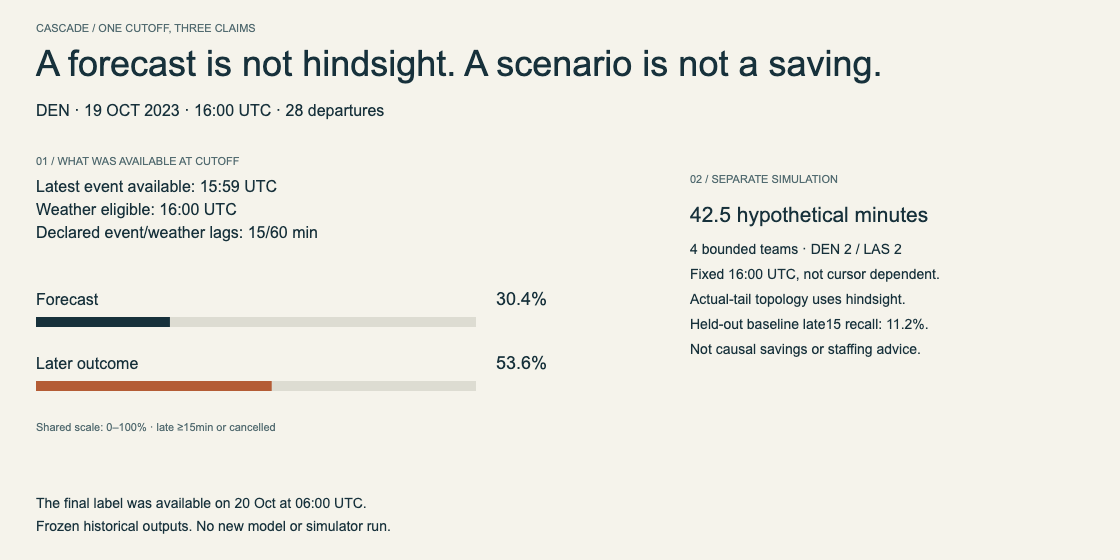 CASCADE / ONE CUTOFF, THREE CLAIMS
A forecast is not hindsight. A scenario is not a saving.
DEN · 19 OCT 2023 · 16:00 UTC · 28 departures
01 / WHAT WAS AVAILABLE AT CUTOFF
Latest event available: 15:59 UTC
Weather eligible: 16:00 UTC
Declared event/weather lags: 15/60 min
Forecast 30.4%
Later outcome 53.6%
Shared scale: 0–100% · late ≥15min or cancelled
02 / SEPARATE SIMULATION
42.5 hypothetical minutes
4 bounded teams · DEN 2 / LAS 2
Fixed 16:00 UTC, not cursor dependent.
Actual-tail topology uses hindsight.
Held-out baseline late15 recall: 11.2%.
Not causal savings or staffing advice.
The final label was available on 20 Oct at 06:00 UTC.
Frozen historical outputs. No new model or simulator run.